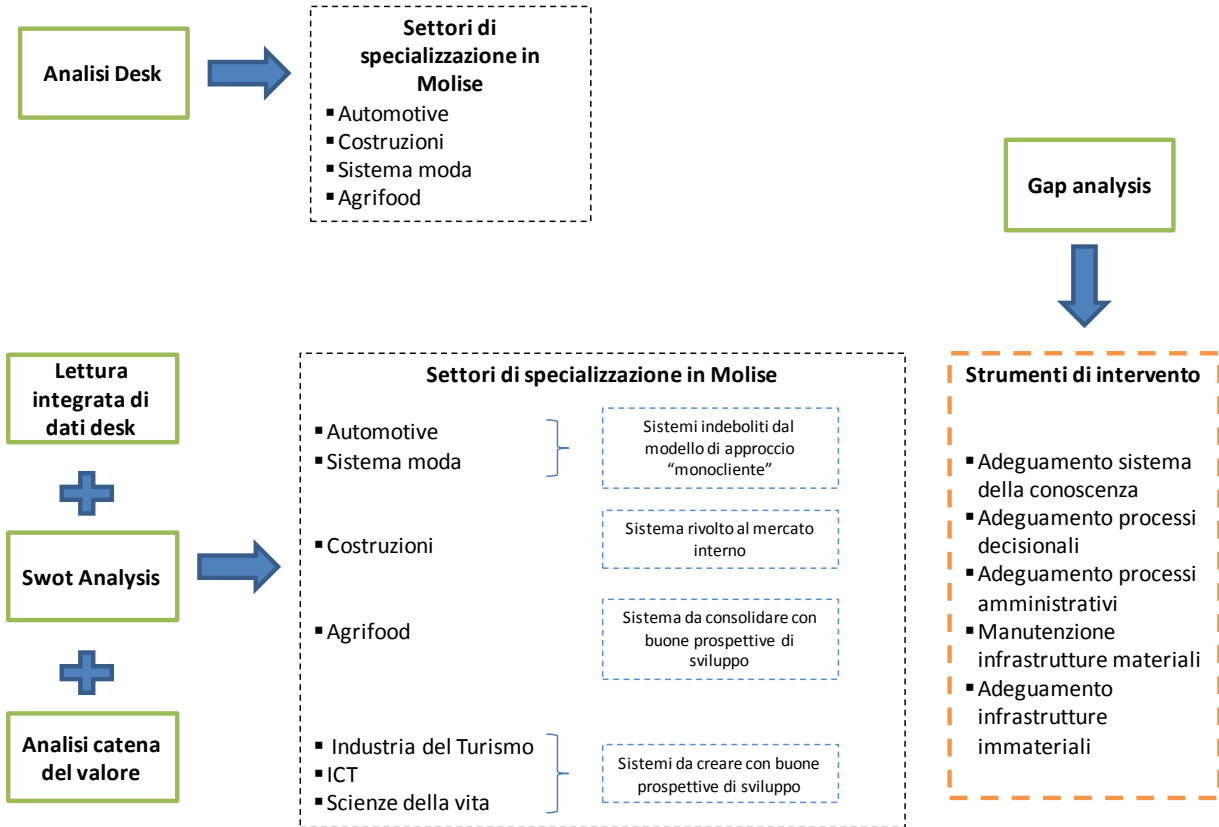 Analisi Desk
Settori di
specializzazione in
Molise
▪ Automotive
▪ Costruzioni
▪ Sistema moda
▪ Agrifood
Gap analysis
Lettura
integrata di
dati desk
Swot Analysis
Analisi catena
del valore
Settori di specializzazione in Molise
▪ Automotive
▪ Sistema moda
Sistemi indeboliti dal
modello di approccio
“monocliente”
▪ Costruzioni
Sistema rivolto al mercato
interno
▪ Agrifood
Sistema da consolidare con
buone prospettive di
sviluppo
▪ Industria del Turismo
▪ ICT
▪ Scienze della vita
Sistemi da creare con buone
prospettive di sviluppo
Strumenti di intervento
▪ Adeguamento sistema
della conoscenza
▪ Adeguamento processi
decisionali
▪ Adeguamento processi
amministrativi
▪ Manutenzione
infrastrutture materiali
▪ Adeguamento
infrastrutture
immateriali